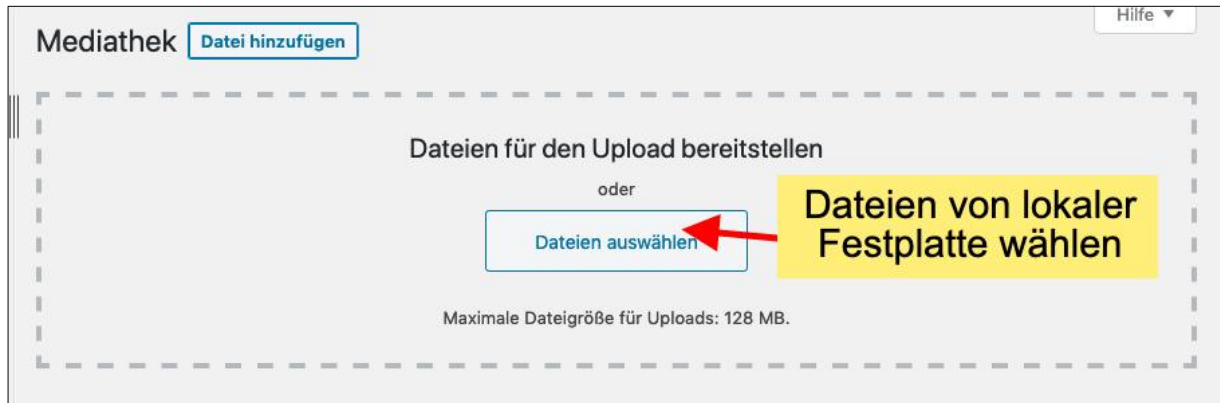 Hilfe ▼
Mediathek Datei hinzufügen
Dateien für den Upload bereitstellen
oder
Dateien auswählen
Dateien von lokaler
Festplatte wählen
Maximale Dateigröße für Uploads: 128 MB.